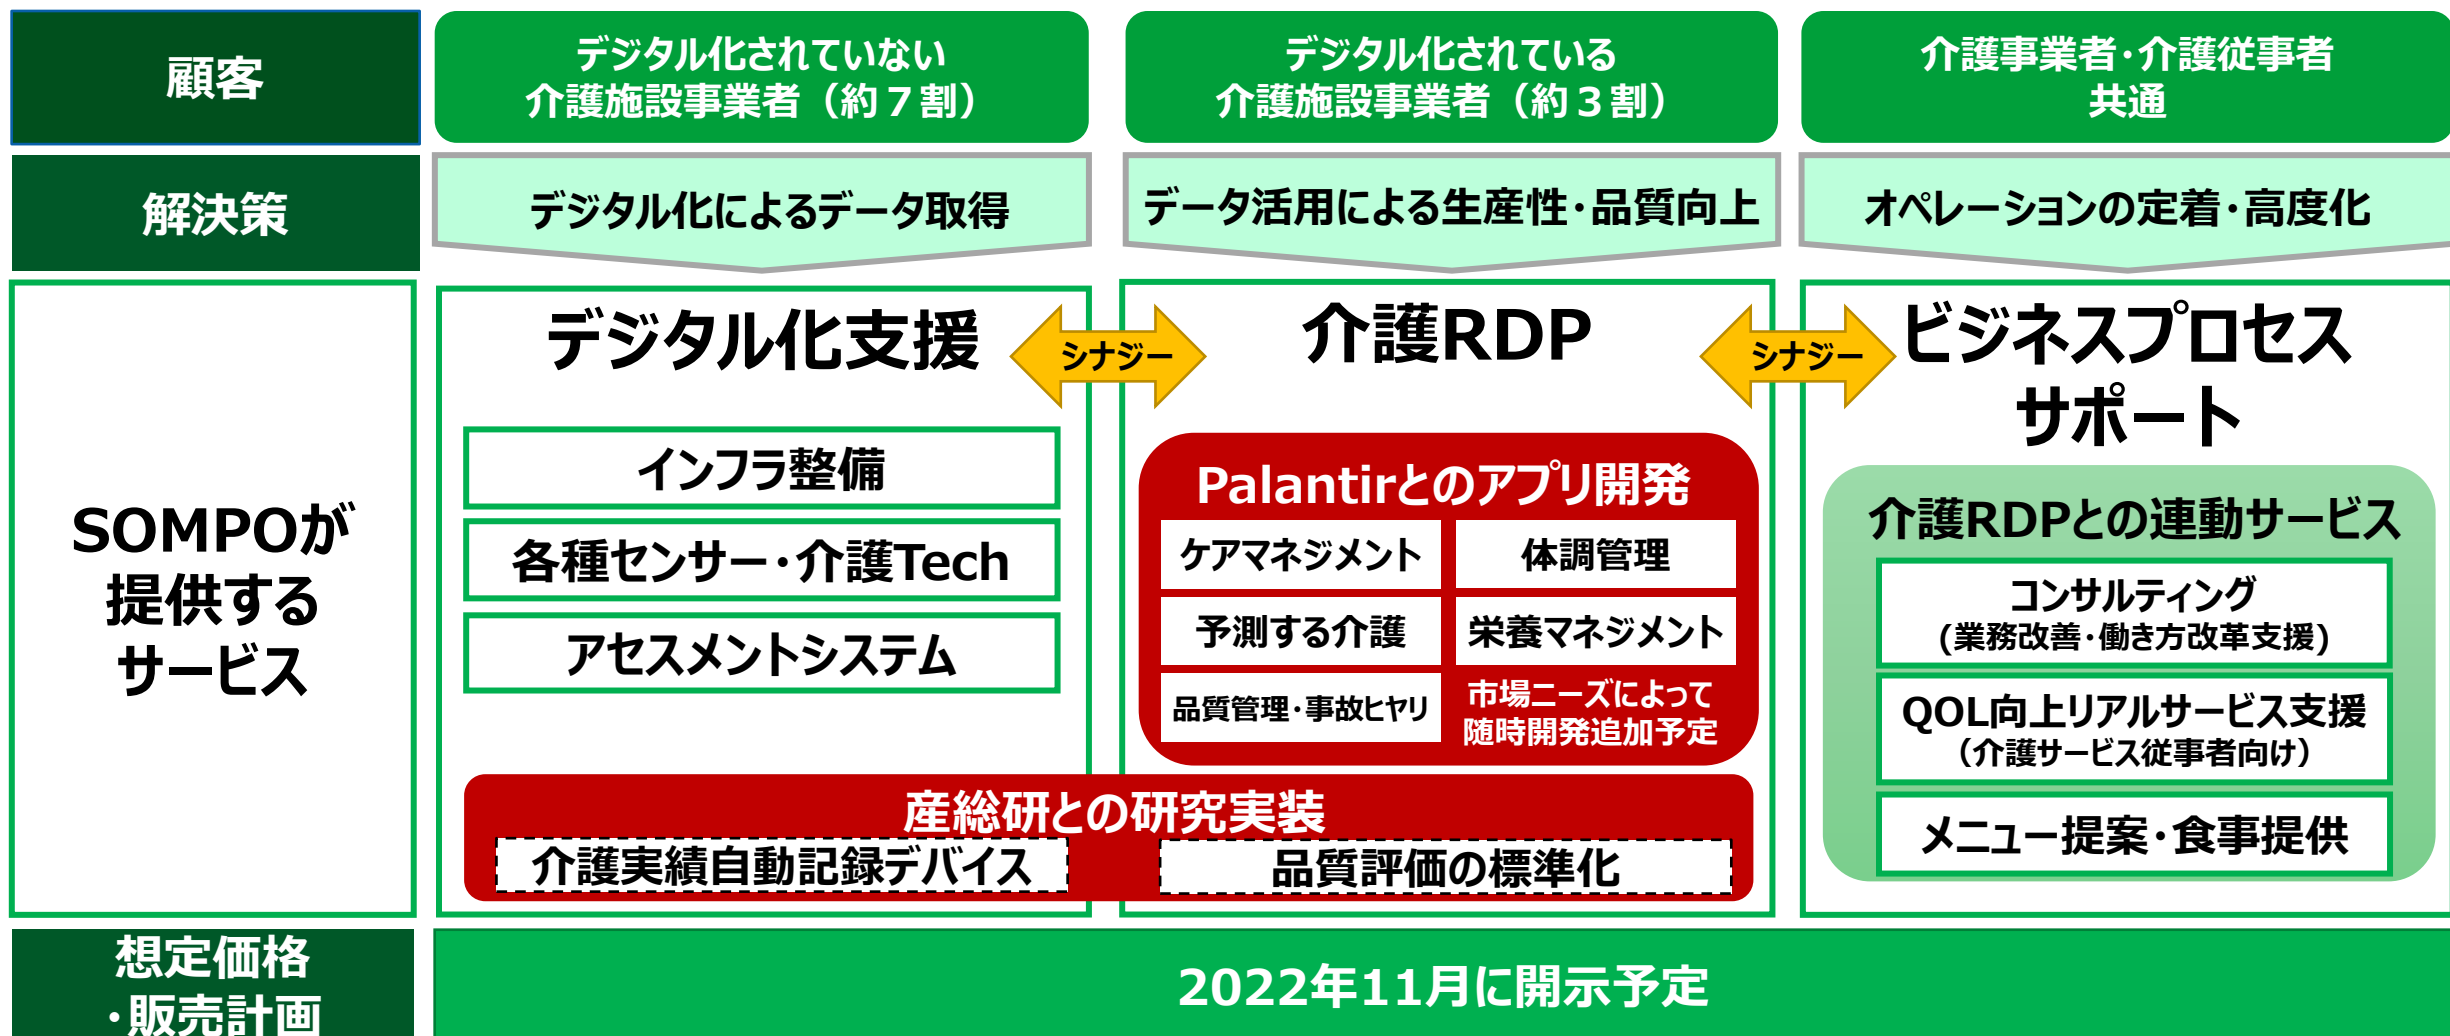 顧客
デジタル化されていない
介護施設事業者（約７割）
デジタル化されている
介護施設事業者（約３割）
介護事業者・介護従事者
共通
解決策
デジタル化によるデータ取得
データ活用による生産性・品質向上
オペレーションの定着・高度化
SOMPOが
提供する
サービス
デジタル化支援
シナジー
介護RDP
シナジー
ビジネスプロセス
サポート
インフラ整備
各種センサー・介護Tech
アセスメントシステム
Palantirとのアプリ開発
ケアマネジメント
体調管理
予測する介護
栄養マネジメント
品質管理・事故ヒヤリ
市場ニーズによって
随時開発追加予定
産総研との研究実装
介護実績自動記録デバイス
品質評価の標準化
介護RDPとの連動サービス
コンサルティング
(業務改善・働き方改革支援)
QOL向上リアルサービス支援
（介護サービス従事者向け）
メニュー提案・食事提供
想定価格
・販売計画
2022年11月に開示予定